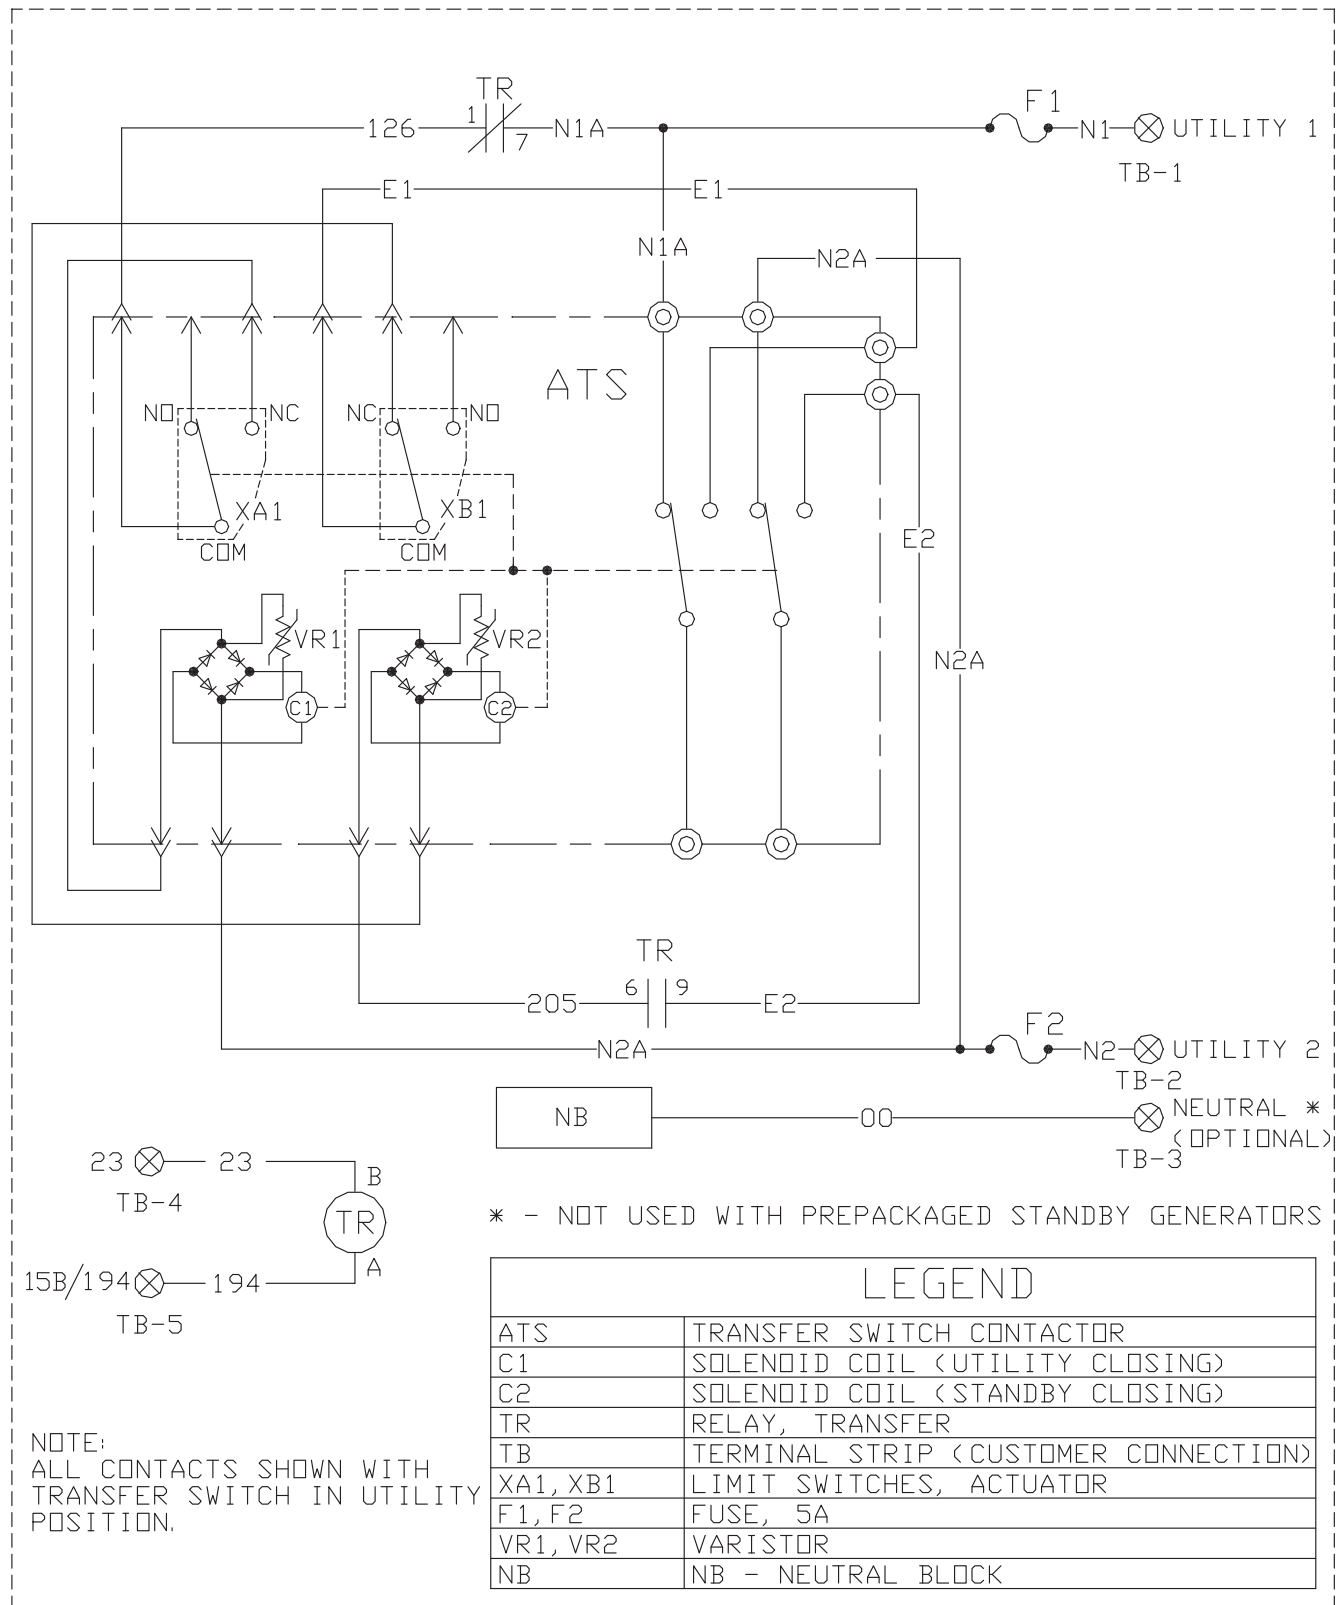 TR
F1
126
1
7
N1A
N1
UTILITY 1
TB-1
E1
E1
N1A
N2A
ATS
NO
NC
NC
NO
XA1
XB1
COM
COM
E2
VR1
VR2
N2A
C1
C2
TR
6
9
205
E2
F2
N2A
N2
UTILITY 2
TB-2
NB
00
NEUTRAL *
(OPTIONAL)
TB-3
23
23
B
TB-4
TR
* - NOT USED WITH PREPACKAGED STANDBY GENERATORS
15B/194
194
A
TB-5
LEGEND
ATS TRANSFER SWITCH CONTACTOR
C1 SOLENOID COIL (UTILITY CLOSING)
C2 SOLENOID COIL (STANDBY CLOSING)
TR RELAY, TRANSFER
TB TERMINAL STRIP (CUSTOMER CONNECTION)
XA1, XB1 LIMIT SWITCHES, ACTUATOR
F1, F2 FUSE, 5A
VR1, VR2 VARISTOR
NB NB - NEUTRAL BLOCK
NOTE:
ALL CONTACTS SHOWN WITH
TRANSFER SWITCH IN UTILITY
POSITION.